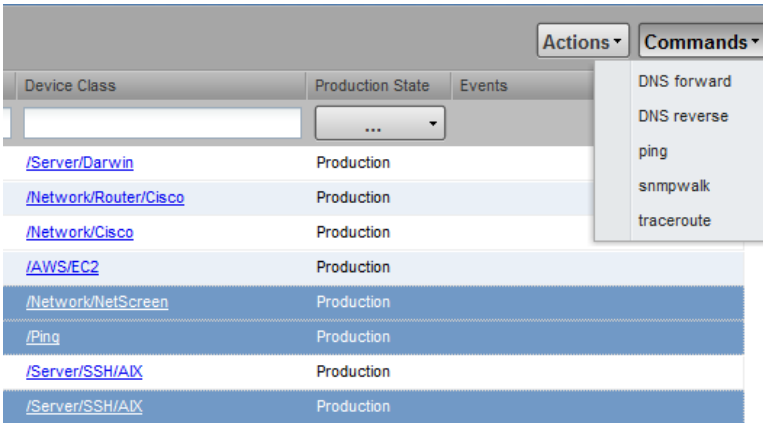 Actions Commands
Device Class Production State Events DNS forward
... DNS reverse
/Server/Darwin Production ping
/Network/Router/Cisco Production snmpwalk
/Network/Cisco Production traceroute
/AWS/EC2 Production
/Network/NetScreen Production
/Ping Production
/Server/SSH/AIX Production
/Server/SSH/AIX Production